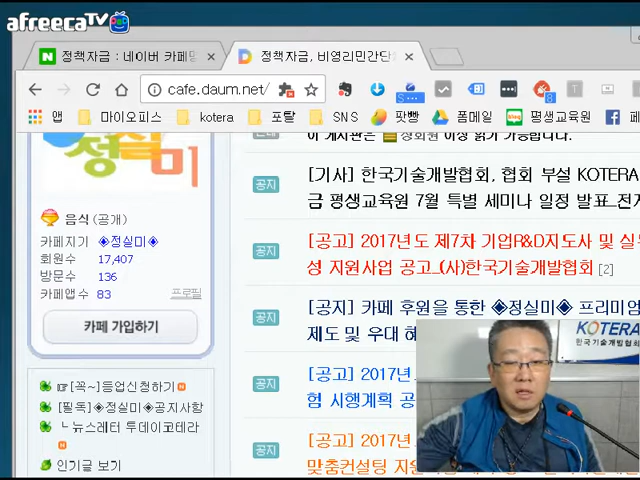 afreecaTV
정책자금 : 네이버 카페
정책자금, 비영리민간단
cafe.daum.net/
앱
마이오피스
kotera
포탈
SNS
팟빵
폼메일
평생교육원
이 게시판은 정회원 이상 읽기 가능합니다.
정실미
음식 (공개)
카페지기 ◈정실미◈
회원수 17,407
방문수 136
카페앱수 83
프로필
카페 가입하기
☞[꼭~]등업신청하기
[필독]◈정실미◈공지사항
└ 뉴스레터 투데이코테라
인기글 보기
공지
[기사] 한국기술개발협회, 협회 부설 KOTERA
금 평생교육원 7월 특별 세미나 일정 발표_전자
공지
[공고] 2017년도 제7차 기업R&D지도사 및 실무
성 지원사업 공고_(사)한국기술개발협회 [2]
공지
[공지] 카페 후원을 통한 ◈정실미◈ 프리미엄
제도 및 우대 혜
공지
[공고] 2017년
험 시행계획 공
공지
[공고] 2017년
맞춤컨설팅 지원
KOTERA
한국기술개발협회